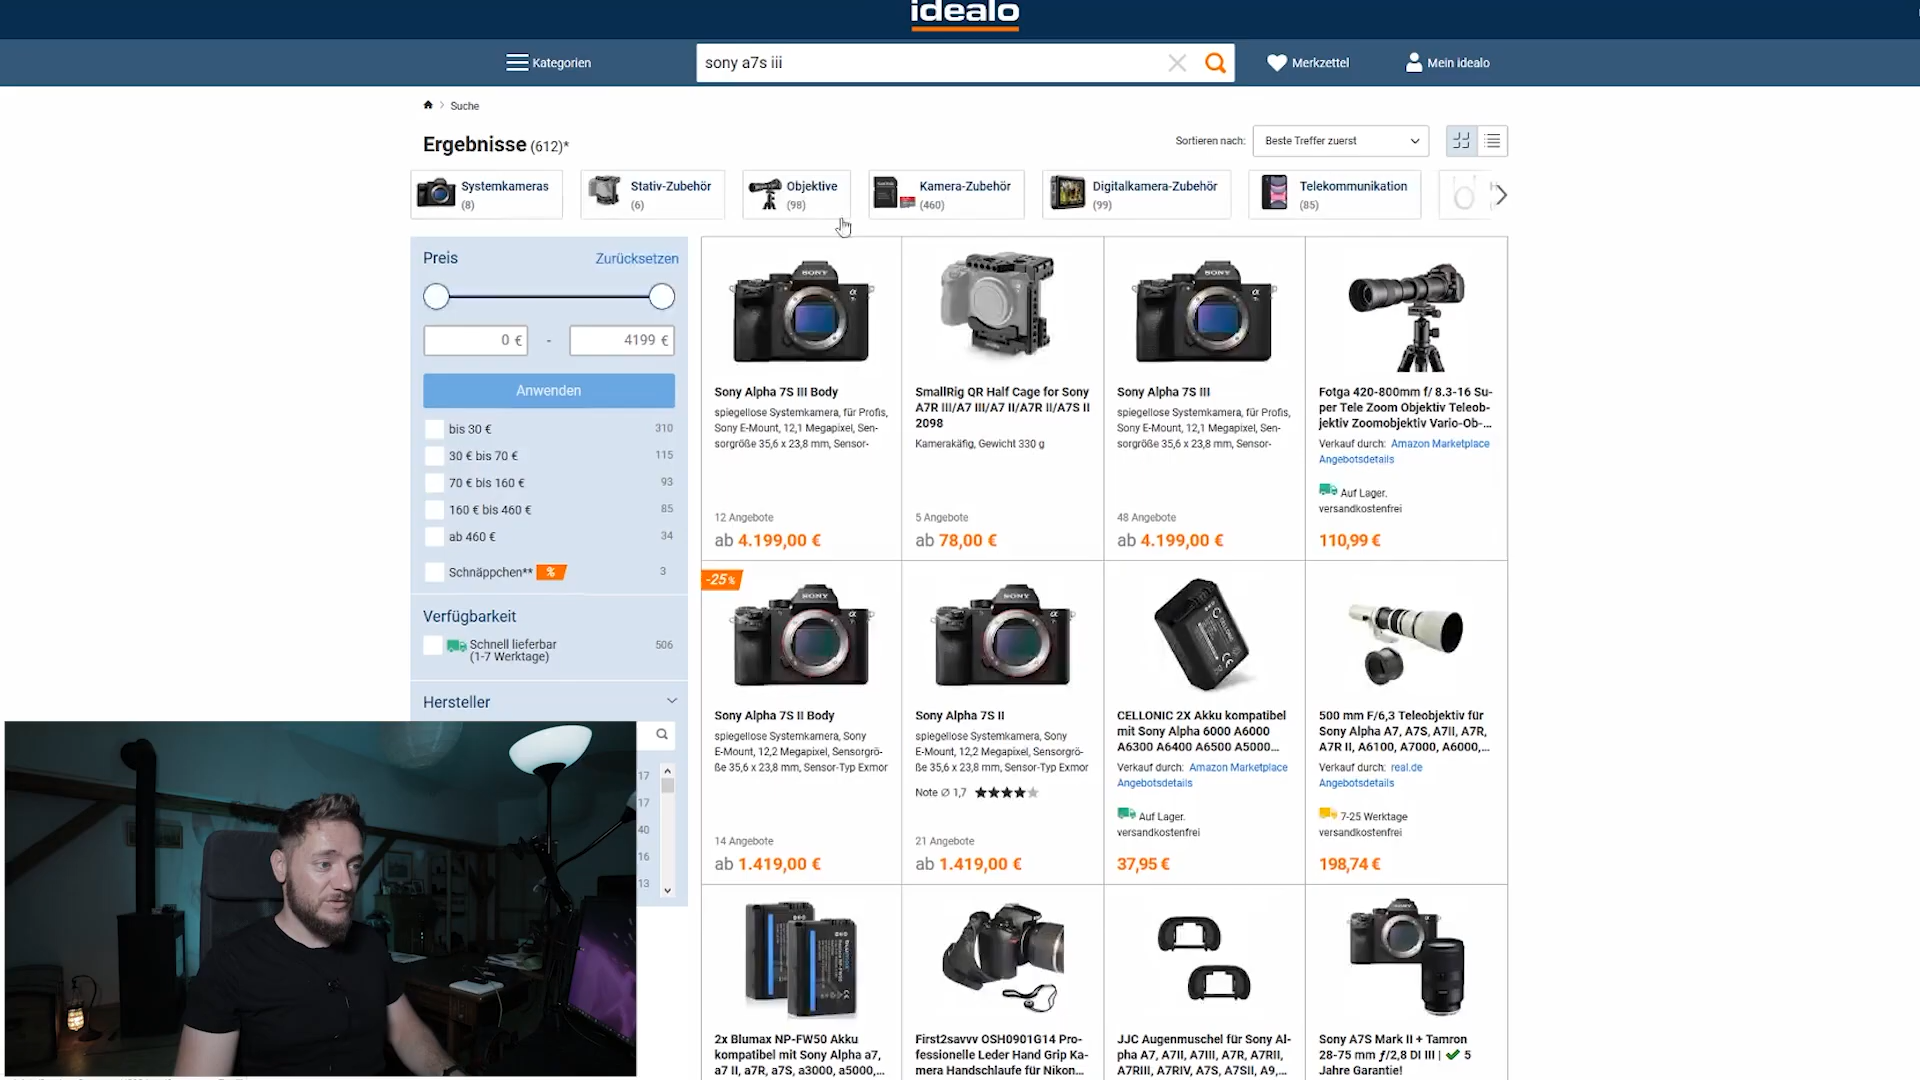 idealo
Kategorien
sony a7s iii
Merkzettel
Mein idealo
Suche
Ergebnisse (612)*
Sortieren nach:
Beste Treffer zuerst
Systemkameras
(8)
Stativ-Zubehör
(6)
Objektive
(98)
Kamera-Zubehör
(460)
Digitalkamera-Zubehör
(99)
Telekommunikation
(85)
Preis
Zurücksetzen
0 €
-
4199 €
Anwenden
bis 30 € 310
30 € bis 70 € 115
70 € bis 160 € 93
160 € bis 460 € 85
ab 460 € 34
Schnäppchen** % 3
Verfügbarkeit
Schnell lieferbar
(1-7 Werktage)
506
Hersteller
17
17
40
16
13
Sony Alpha 7S III Body
spiegellose Systemkamera, für Profis,
Sony E-Mount, 12,1 Megapixel, Sen-
sorgröße 35,6 x 23,8 mm, Sensor-
12 Angebote
ab 4.199,00 €
SmallRig QR Half Cage for Sony
A7R III/A7 III/A7 II/A7R II/A7S II
2098
Kamerakäfig, Gewicht 330 g
5 Angebote
ab 78,00 €
Sony Alpha 7S III
spiegellose Systemkamera, für Profis,
Sony E-Mount, 12,1 Megapixel, Sen-
sorgröße 35,6 x 23,8 mm, Sensor-
48 Angebote
ab 4.199,00 €
Fotga 420-800mm f/ 8.3-16 Su-
per Tele Zoom Objektiv Teleob-
jektiv Zoomobjektiv Vario-Ob-...
Verkauf durch: Amazon Marketplace
Angebotsdetails
Auf Lager.
versandkostenfrei
110,99 €
-25%
Sony Alpha 7S II Body
spiegellose Systemkamera, Sony
E-Mount, 12,2 Megapixel, Sensorgrö-
ße 35,6 x 23,8 mm, Sensor-Typ Exmor
14 Angebote
ab 1.419,00 €
Sony Alpha 7S II
spiegellose Systemkamera, Sony
E-Mount, 12,2 Megapixel, Sensorgrö-
ße 35,6 x 23,8 mm, Sensor-Typ Exmor
Note Ø 1,7
21 Angebote
ab 1.419,00 €
CELLONIC 2X Akku kompatibel
mit Sony Alpha 6000 A6000
A6300 A6400 A6500 A5000...
Verkauf durch: Amazon Marketplace
Angebotsdetails
Auf Lager.
versandkostenfrei
37,95 €
500 mm F/6,3 Teleobjektiv für
Sony Alpha A7, A7S, A7II, A7R,
A7R II, A6100, A7000, A6000,...
Verkauf durch: real.de
Angebotsdetails
7-25 Werktage
versandkostenfrei
198,74 €
2x Blumax NP-FW50 Akku
kompatibel mit Sony Alpha a7,
a7 II, a7R, a7S, a3000, a5000,...
First2savvv OSH0901G14 Pro-
fessionelle Leder Hand Grip Ka-
mera Handschlaufe für Nikon...
JJC Augenmuschel für Sony Al-
pha A7, A7II, A7III, A7R, A7RII,
A7RIII, A7RIV, A7S, A7SII, A9,...
Sony A7S Mark II + Tamron
28-75 mm ƒ/2,8 DI III | ✔ 5
Jahre Garantie!